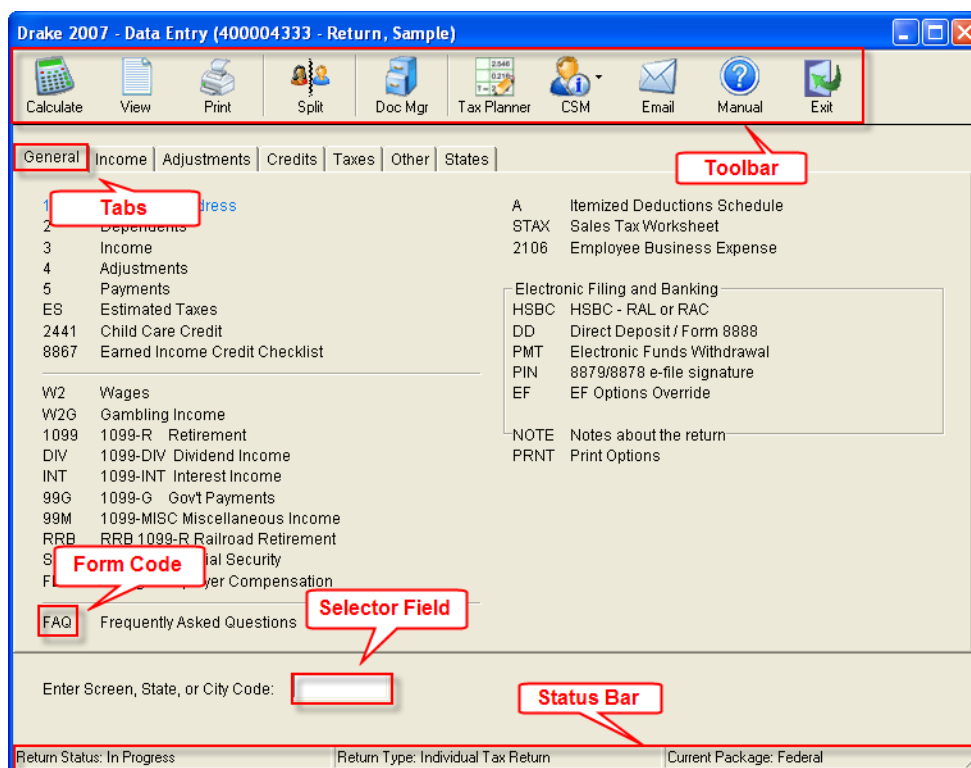 Drake 2007 - Data Entry (400004333 - Return, Sample)
Calculate View Print Split Doc Mgr Tax Planner CSM Email Manual Exit
Toolbar
General Income Adjustments Credits Taxes Other States
Tabs
1 dress
2 Dependents
3 Income
4 Adjustments
5 Payments
ES Estimated Taxes
2441 Child Care Credit
8867 Earned Income Credit Checklist
W2 Wages
W2G Gambling Income
1099 1099-R Retirement
DIV 1099-DIV Dividend Income
INT 1099-INT Interest Income
99G 1099-G Gov't Payments
99M 1099-MISC Miscellaneous Income
RRB RRB 1099-R Railroad Retirement
S ial Security
F yer Compensation
Form Code
FAQ Frequently Asked Questions
A Itemized Deductions Schedule
STAX Sales Tax Worksheet
2106 Employee Business Expense
Electronic Filing and Banking
HSBC HSBC - RAL or RAC
DD Direct Deposit / Form 8888
PMT Electronic Funds Withdrawal
PIN 8879/8878 e-file signature
EF EF Options Override
NOTE Notes about the return
PRNT Print Options
Selector Field
Enter Screen, State, or City Code:
Status Bar
Return Status: In Progress Return Type: Individual Tax Return Current Package: Federal